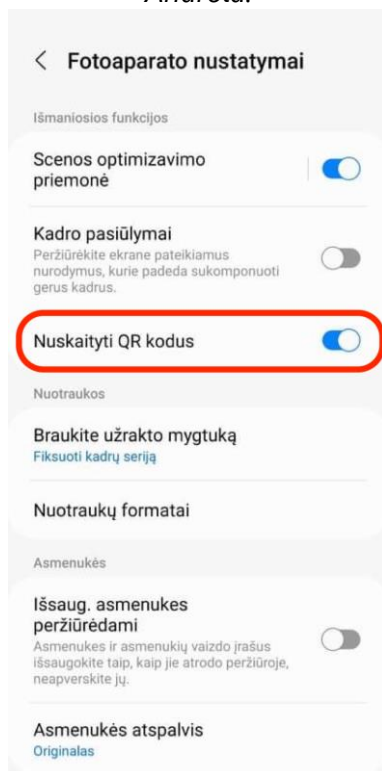 Fotoaparato nustatymai
Išmaniosios funkcijos
Scenos optimizavimo
priemonė
Kadro pasiūlymai
Peržiūrėkite ekrane pateikiamus
nurodymus, kurie padeda sukomponuoti
gerus kadrus.
Nuskaityti QR kodus
Nuotraukos
Braukite užrakto mygtuką
Fiksuoti kadrų seriją
Nuotraukų formatai
Asmenukės
Išsaug. asmenukes
peržiūrėdami
Asmenukes ir asmenukių vaizdo įrašus
išsaugokite taip, kaip jie atrodo peržiūroje,
neapverskite jų.
Asmenukės atspalvis
Originalas